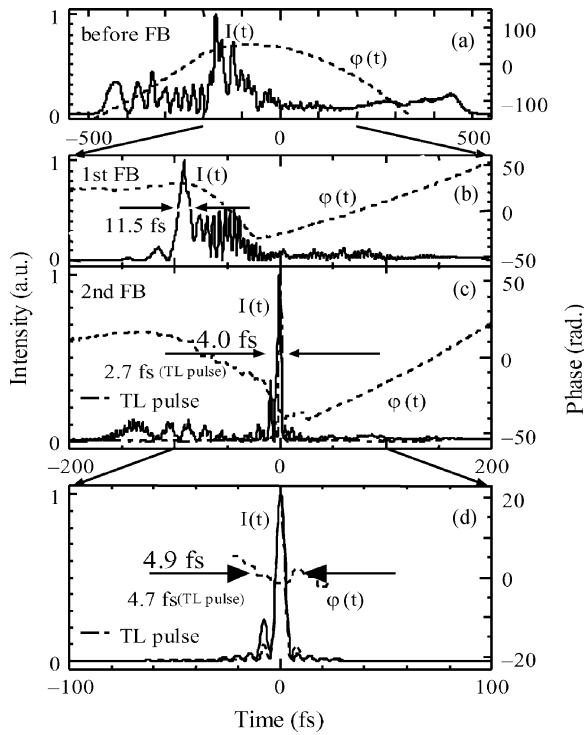 1
before FB
I(t)
φ(t)
(a)
100
0
−100
0
−500
0
500
1
1st FB
I(t)
φ(t)
(b)
50
0
−50
11.5 fs
0
1
2nd FB
I(t)
(c)
50
0
−50
4.0 fs
2.7 fs (TL pulse)
TL pulse
φ(t)
0
−200
0
200
1
I(t)
(d)
20
0
−20
4.9 fs
4.7 fs(TL pulse)
φ(t)
TL pulse
0
−100
0
100
Time (fs)
Intensity (a.u.)
Phase (rad.)